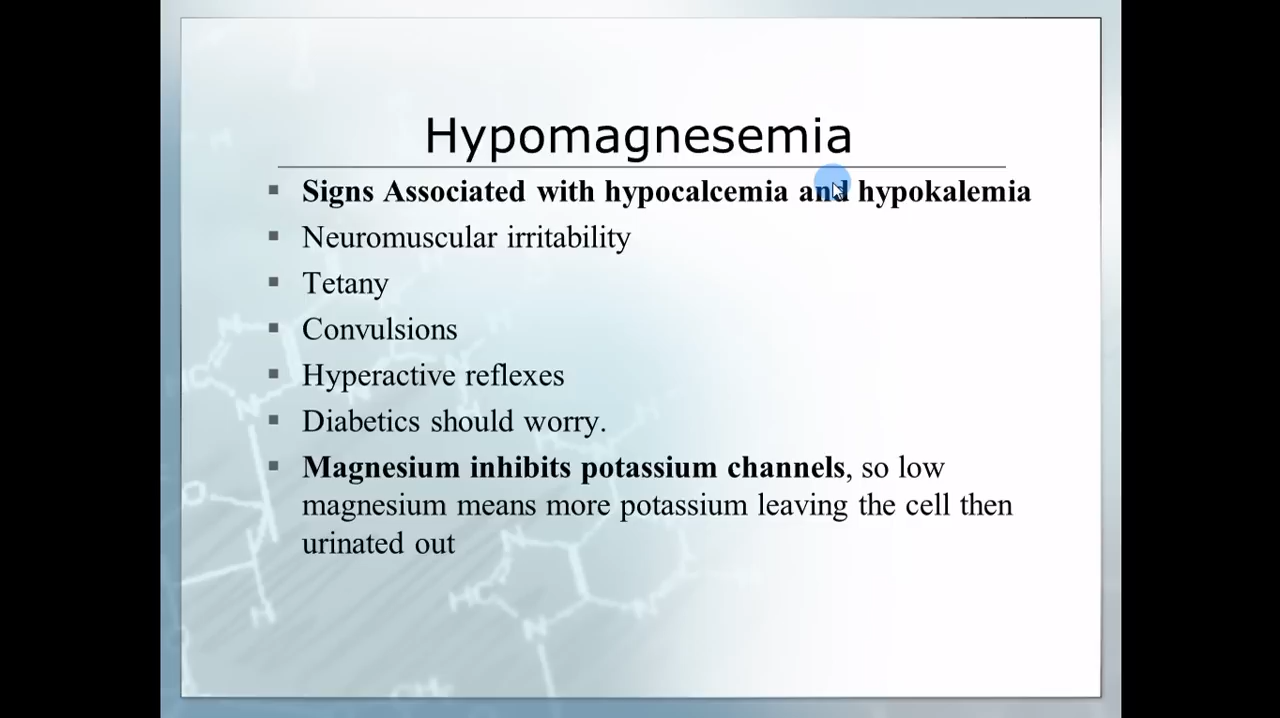 Hypomagnesemia
Signs Associated with hypocalcemia and hypokalemia
Neuromuscular irritability
Tetany
Convulsions
Hyperactive reflexes
Diabetics should worry.
Magnesium inhibits potassium channels, so low
magnesium means more potassium leaving the cell then
urinated out